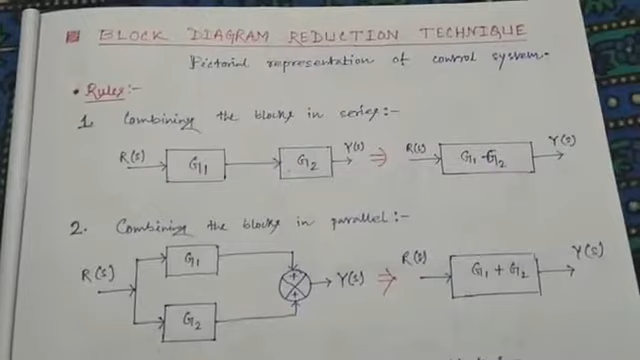 BLOCK DIAGRAM REDUCTION TECHNIQUE
Pictorial representation of control system.
• Rules:-
1. Combining the blocks in series:-
R(s) G1 G2 Y(s) ⇒ R(s) G1 · G2 Y(s)
2. Combining the blocks in parallel:-
R(s) G1 G2 + + Y(s) ⇒ R(s) G1 + G2 Y(s)